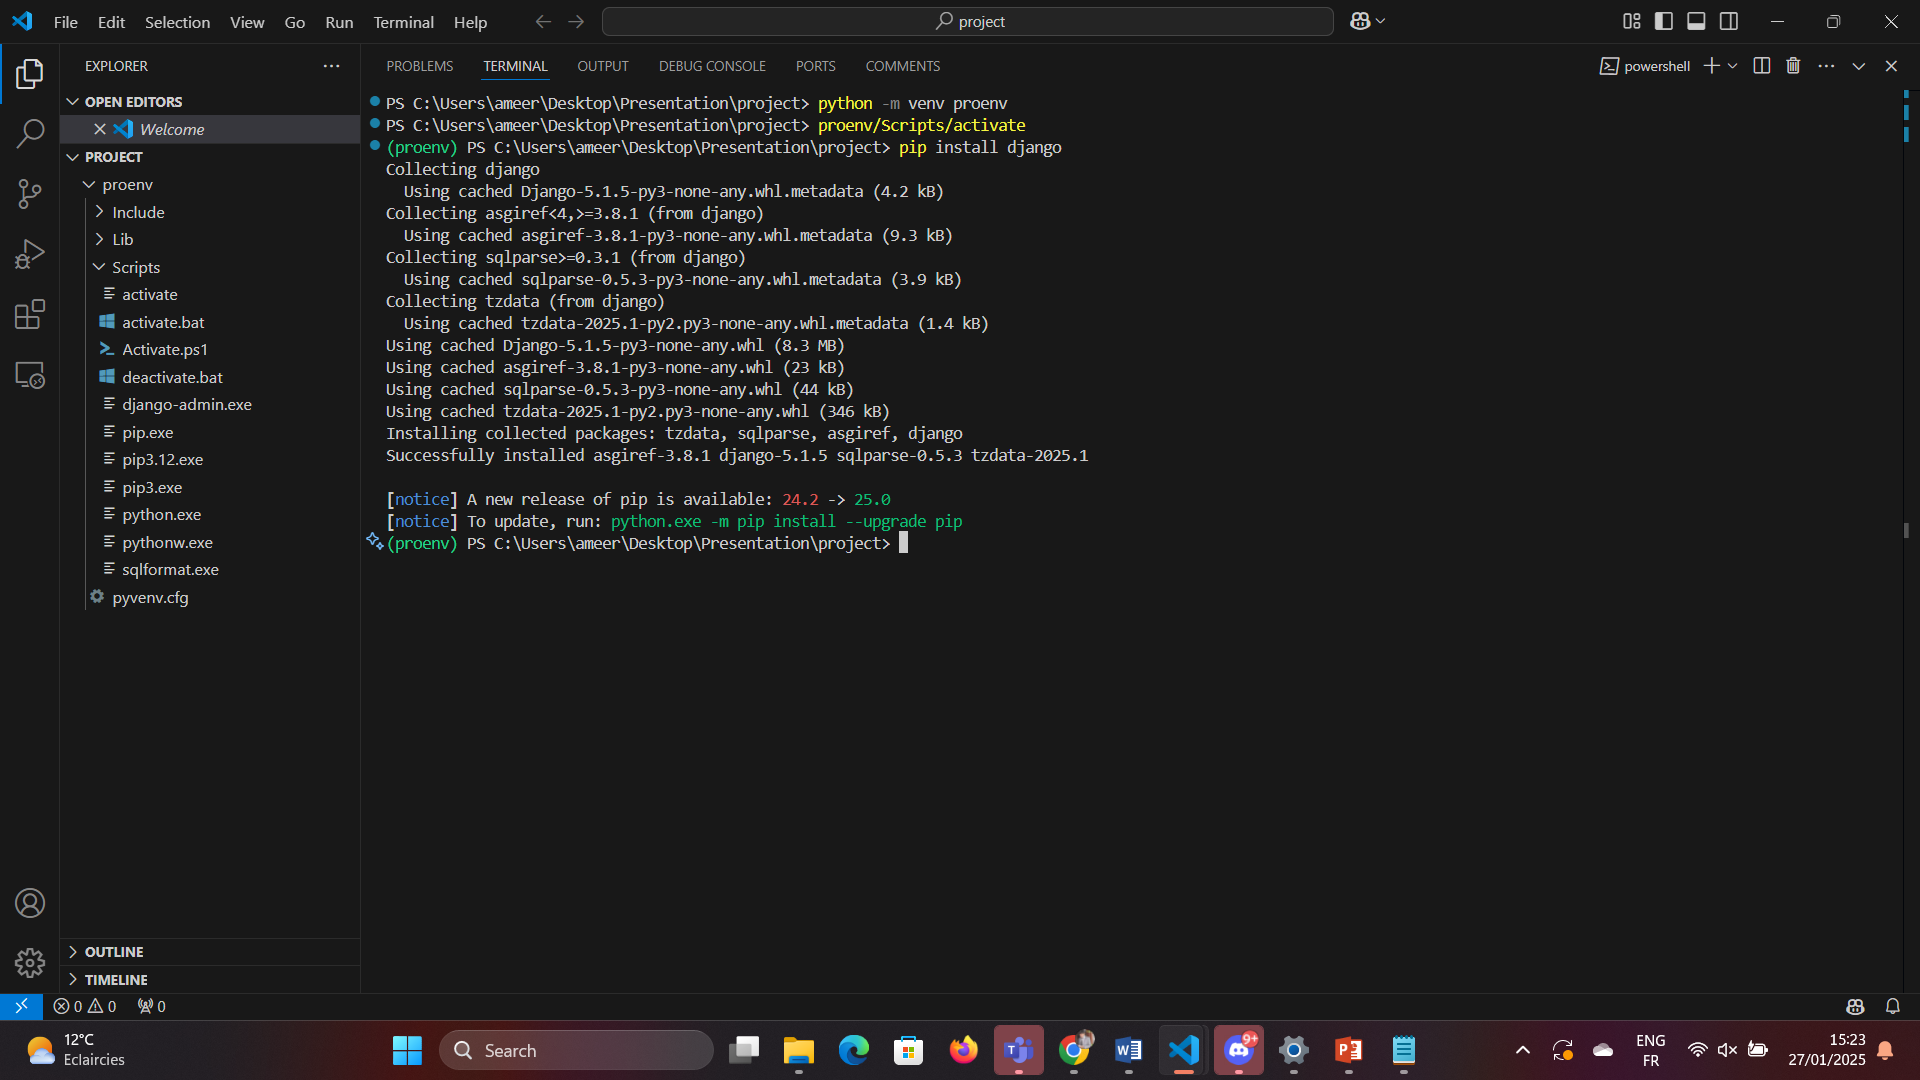 File Edit Selection View Go Run Terminal Help
project
EXPLORER
OPEN EDITORS
Welcome
PROJECT
proenv
Include
Lib
Scripts
activate
activate.bat
Activate.ps1
deactivate.bat
django-admin.exe
pip.exe
pip3.12.exe
pip3.exe
python.exe
pythonw.exe
sqlformat.exe
pyvenv.cfg
OUTLINE
TIMELINE
PROBLEMS TERMINAL OUTPUT DEBUG CONSOLE PORTS COMMENTS
powershell
PS C:\Users\ameer\Desktop\Presentation\project> python -m venv proenv
PS C:\Users\ameer\Desktop\Presentation\project> proenv/Scripts/activate
(proenv) PS C:\Users\ameer\Desktop\Presentation\project> pip install django
Collecting django
  Using cached Django-5.1.5-py3-none-any.whl.metadata (4.2 kB)
Collecting asgiref<4,>=3.8.1 (from django)
  Using cached asgiref-3.8.1-py3-none-any.whl.metadata (9.3 kB)
Collecting sqlparse>=0.3.1 (from django)
  Using cached sqlparse-0.5.3-py3-none-any.whl.metadata (3.9 kB)
Collecting tzdata (from django)
  Using cached tzdata-2025.1-py2.py3-none-any.whl.metadata (1.4 kB)
Using cached Django-5.1.5-py3-none-any.whl (8.3 MB)
Using cached asgiref-3.8.1-py3-none-any.whl (23 kB)
Using cached sqlparse-0.5.3-py3-none-any.whl (44 kB)
Using cached tzdata-2025.1-py2.py3-none-any.whl (346 kB)
Installing collected packages: tzdata, sqlparse, asgiref, django
Successfully installed asgiref-3.8.1 django-5.1.5 sqlparse-0.5.3 tzdata-2025.1
[notice] A new release of pip is available: 24.2 -> 25.0
[notice] To update, run: python.exe -m pip install --upgrade pip
(proenv) PS C:\Users\ameer\Desktop\Presentation\project>
0 0 0
12°C
Eclaircies
Search
9+
ENG
FR
15:23
27/01/2025